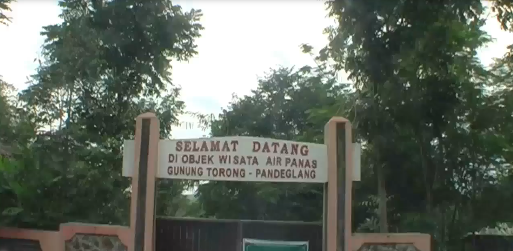 SELAMAT DATANG
DI OBJEK WISATA AIR PANAS
GUNUNG TORONG - PANDEGLANG